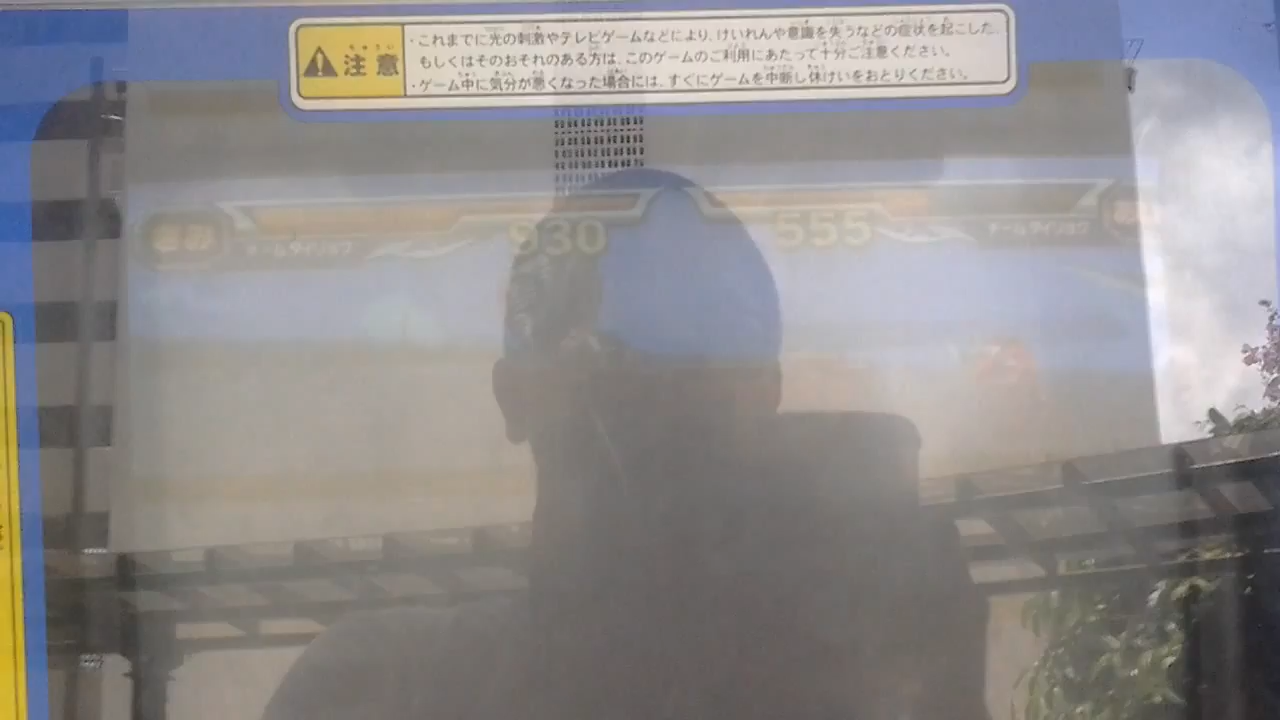 注意
・これまでに光の刺激やテレビゲームなどにより、けいれんや意識を失うなどの症状を起こした、
もしくはそのおそれのある方は、このゲームのご利用にあたって十分ご注意ください。
・ゲーム中に気分が悪くなった場合には、すぐにゲームを中断し休けいをおとりください。
きみ
930
555